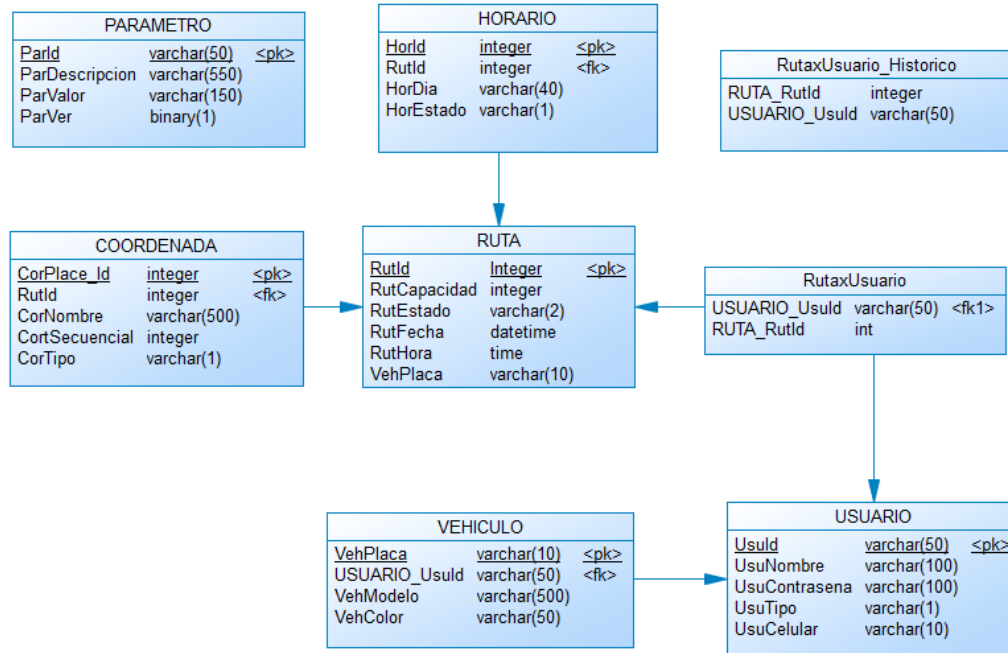 PARAMETRO
ParId varchar(50) <pk>
ParDescripcion varchar(550)
ParValor varchar(150)
ParVer binary(1)
HORARIO
HorId integer <pk>
RutId integer <fk>
HorDia varchar(40)
HorEstado varchar(1)
RutaxUsuario_Historico
RUTA_RutId integer
USUARIO_UsuId varchar(50)
COORDENADA
CorPlace_Id integer <pk>
RutId integer <fk>
CorNombre varchar(500)
CortSecuencial integer
CorTipo varchar(1)
RUTA
RutId Integer <pk>
RutCapacidad integer
RutEstado varchar(2)
RutFecha datetime
RutHora time
VehPlaca varchar(10)
RutaxUsuario
USUARIO_UsuId varchar(50) <fk1>
RUTA_RutId int
VEHICULO
VehPlaca varchar(10) <pk>
USUARIO_UsuId varchar(50) <fk>
VehModelo varchar(500)
VehColor varchar(50)
USUARIO
UsuId varchar(50) <pk>
UsuNombre varchar(100)
UsuContrasena varchar(100)
UsuTipo varchar(1)
UsuCelular varchar(10)